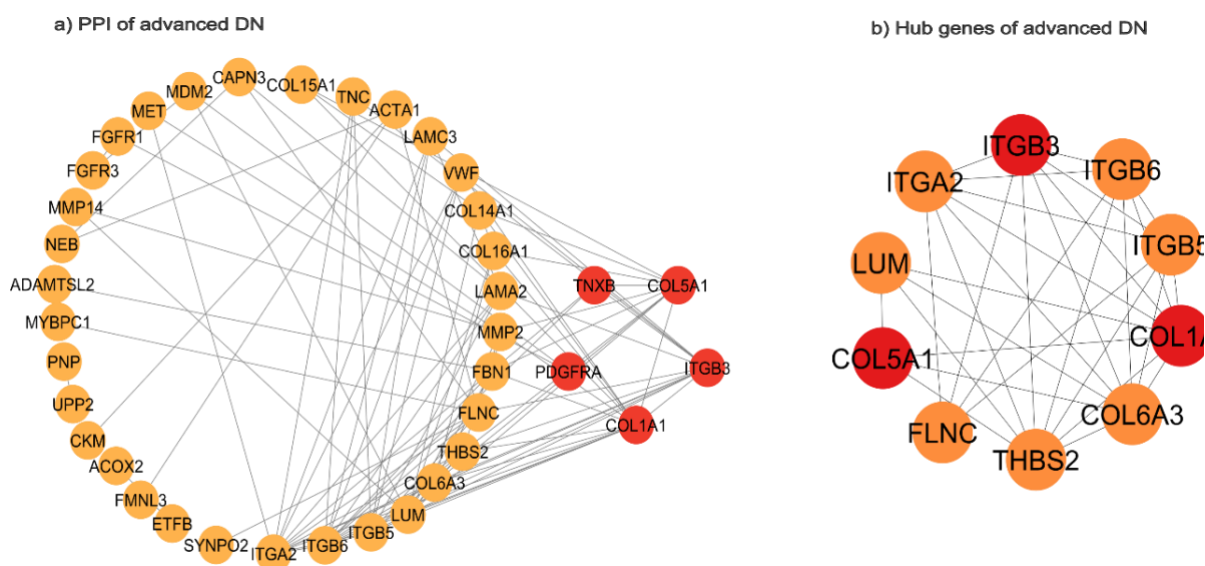 a) PPI of advanced DN
b) Hub genes of advanced DN
CAPN3
COL15A1
MDM2
TNC
MET
ACTA1
FGFR1
LAMC3
FGFR3
VWF
MMP14
COL14A1
NEB
COL16A1
ADAMTSL2
LAMA2
TNXB
COL5A1
MYBPC1
MMP2
PNP
FBN1
PDGFRA
ITGB3
UPP2
FLNC
COL1A1
CKM
THBS2
ACOX2
COL6A3
FMNL3
LUM
ETFB
ITGB5
SYNPO2
ITGA2
ITGB6
ITGB3
ITGA2
ITGB6
ITGB5
LUM
COL1A
COL5A1
COL6A3
FLNC
THBS2